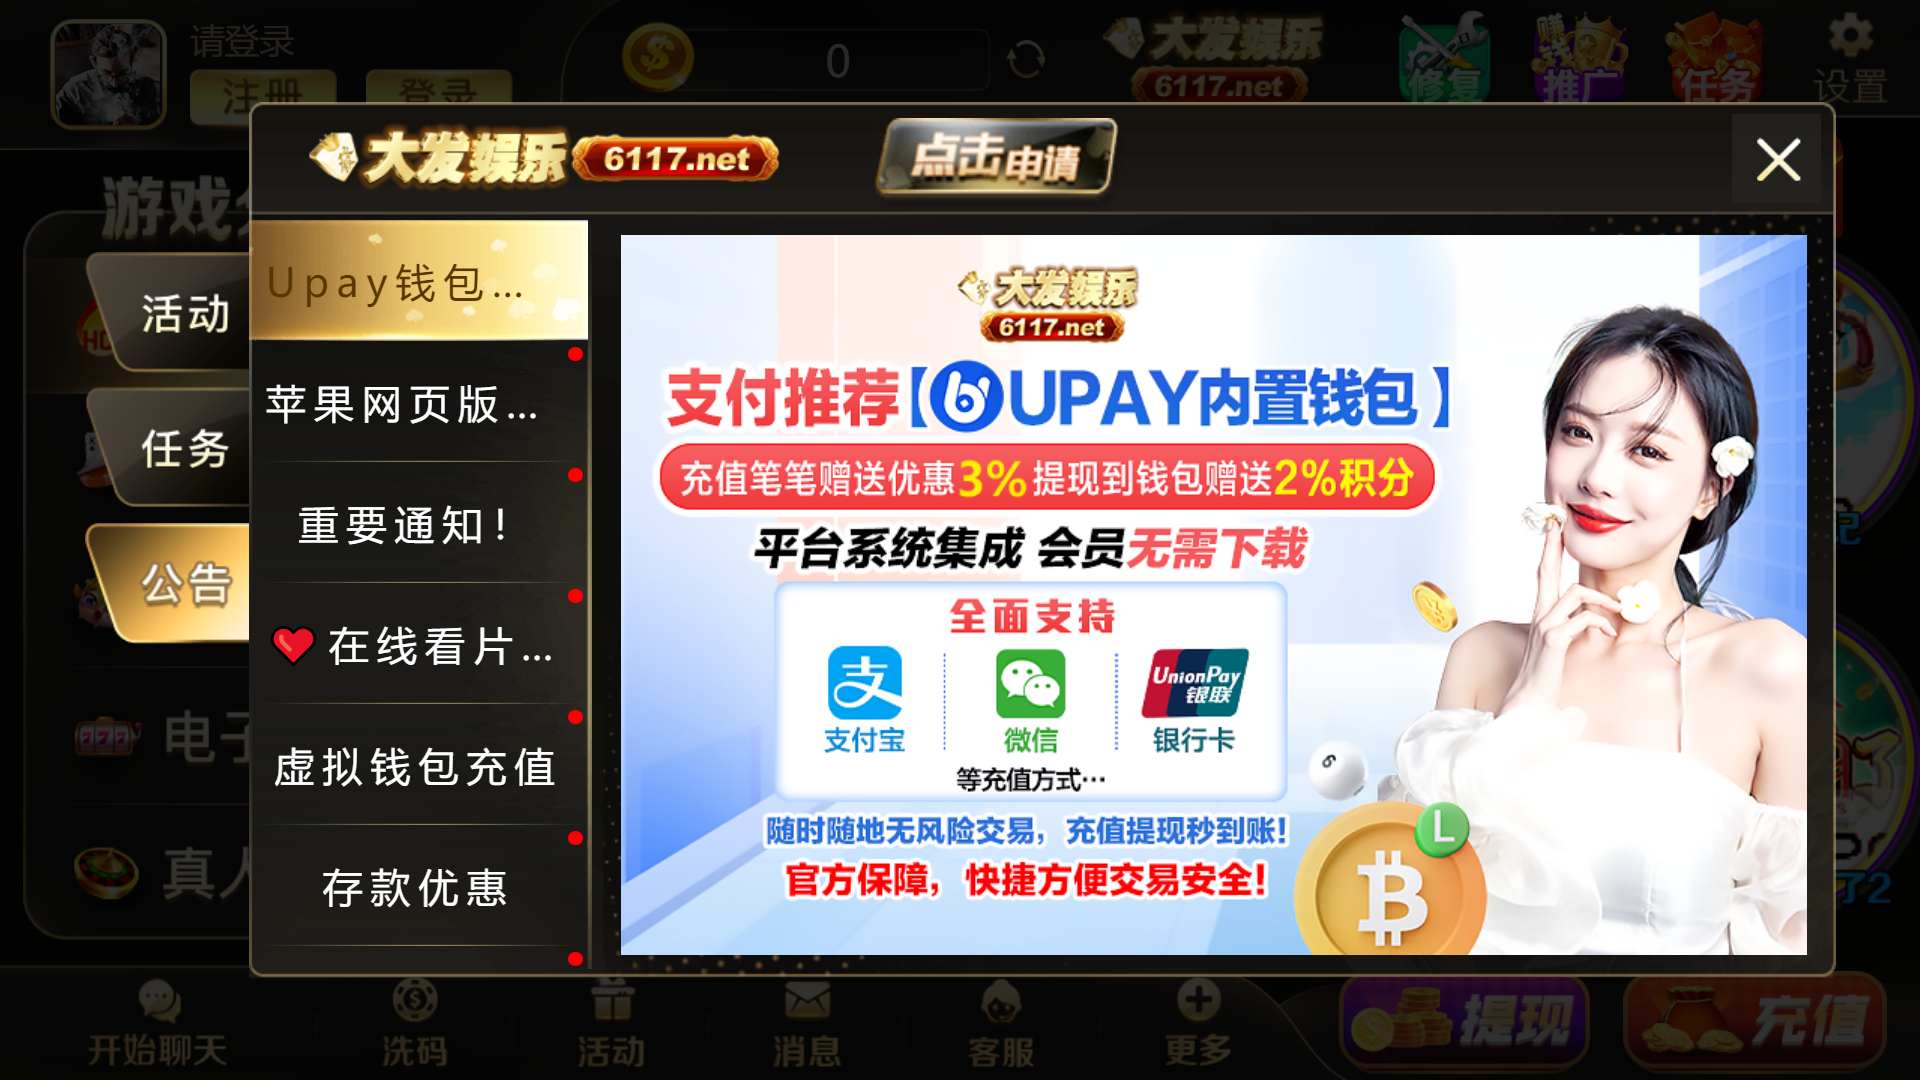 请登录
注册
登录
0
大发娱乐
6117.net
修复
赚钱
推广
任务
设置
大发娱乐
6117.net
点击申请
游戏
活动
任务
公告
电子
真人
HO
777
Upay钱包...
苹果网页版...
重要通知！
在线看片...
虚拟钱包充值
存款优惠
大发娱乐
6117.net
支付推荐【UPAY内置钱包】
充值笔笔赠送优惠3%提现到钱包赠送2%积分
平台系统集成 会员无需下载
全面支持
支
UnionPay
银联
支付宝
微信
银行卡
等充值方式···
6
L
随时随地无风险交易，充值提现秒到账！
官方保障，快捷方便交易安全！
72
开始聊天
洗码
活动
消息
客服
更多
提现
充值